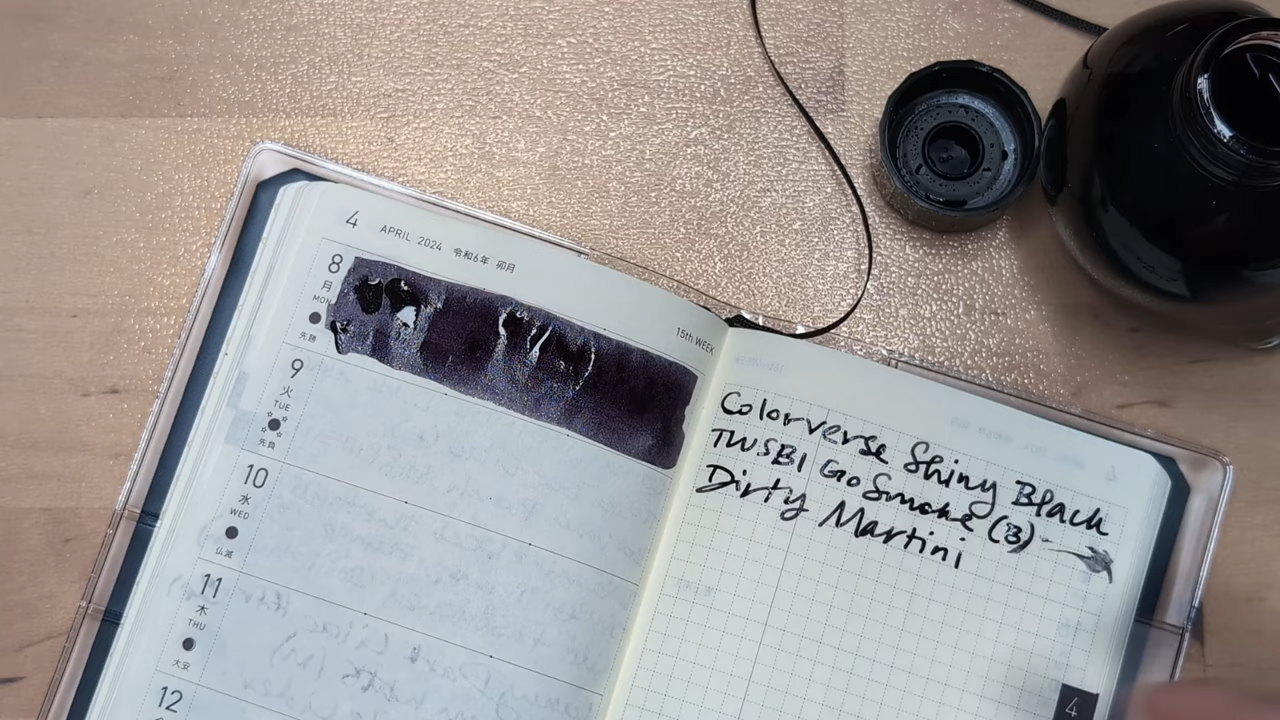 4 APRIL 2024 令和6年 卯月
15th WEEK
8
月
MON
先勝
9
火
TUE
先負
10
水
WED
仏滅
11
木
THU
大安
12
Colorverse Shiny Black
TWSBI Go Smoke (B)
Dirty Martini
4